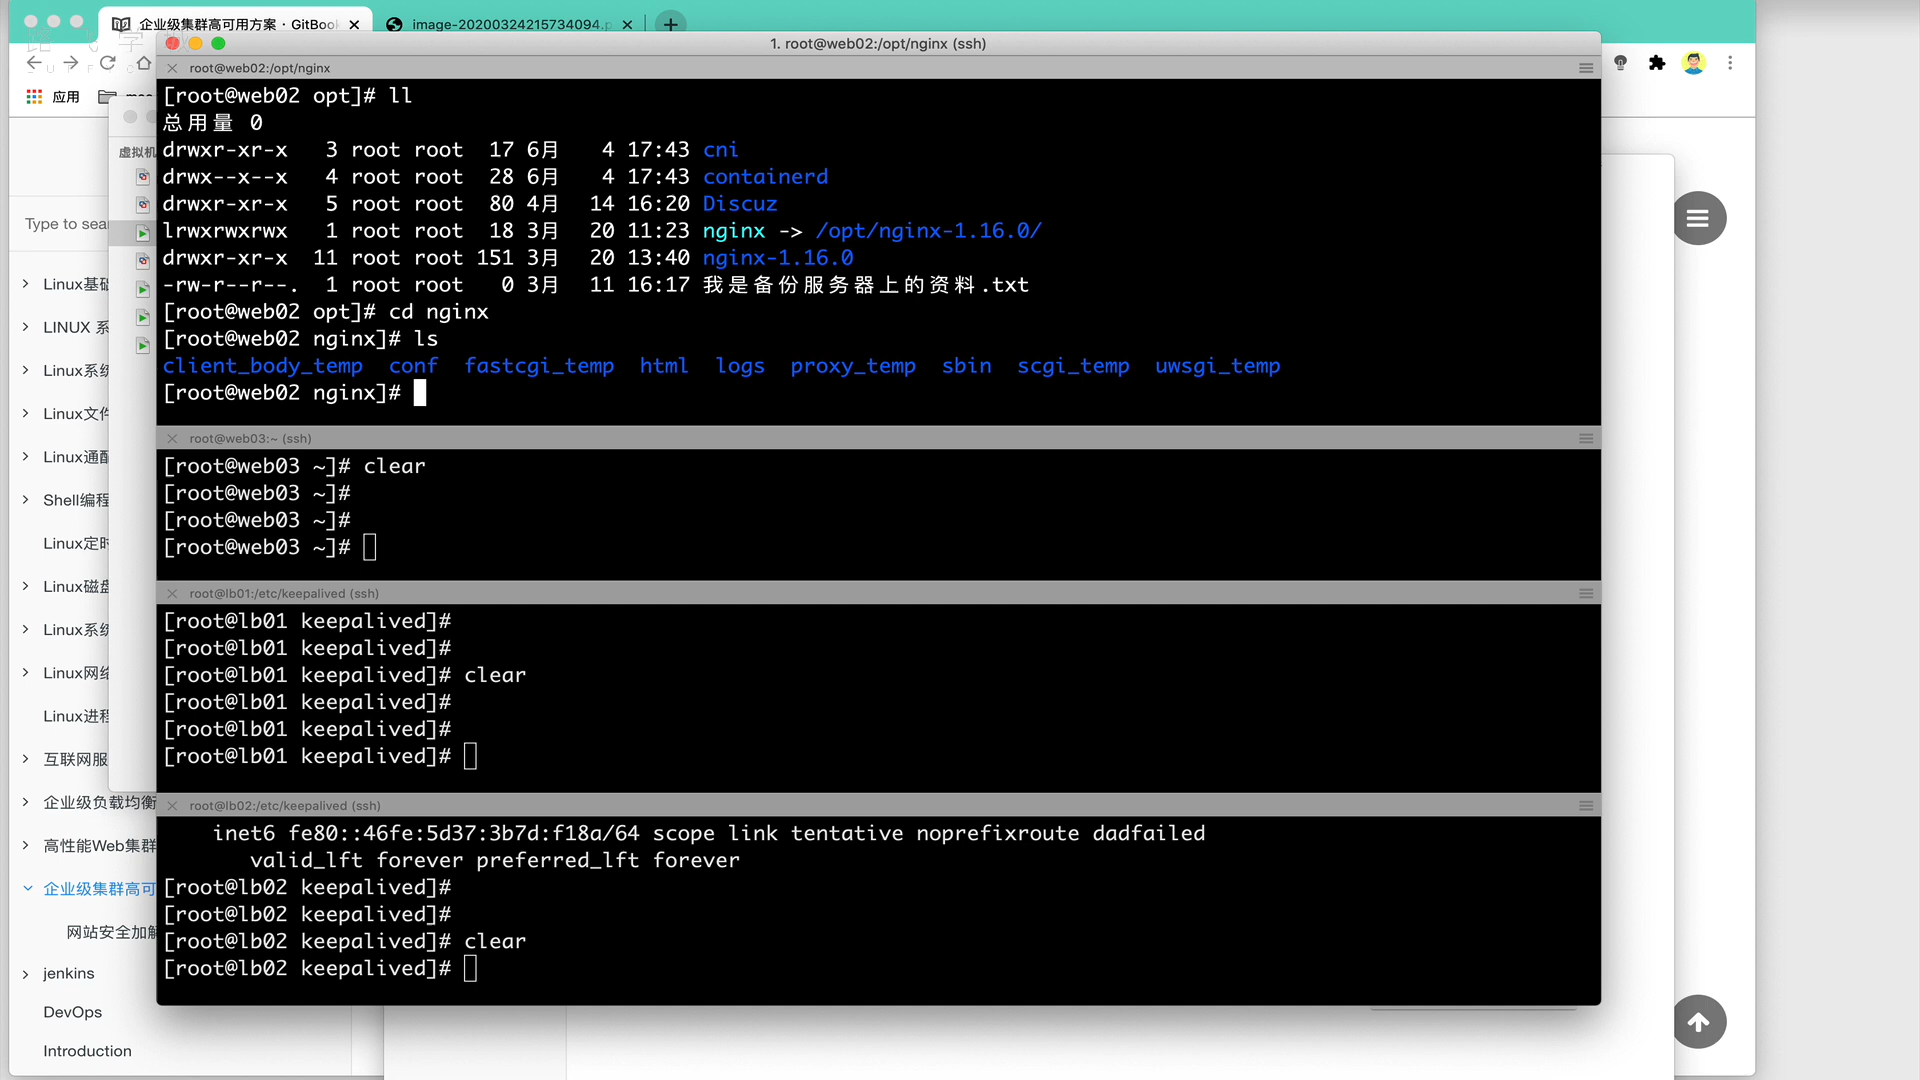 企业级集群高可用方案 · GitBook
image-20200324215734094.p
1. root@web02:/opt/nginx (ssh)
应用
root@web02:/opt/nginx
[root@web02 opt]# ll
总用量 0
drwxr-xr-x   3 root root  17 6月   4 17:43 cni
drwx--x--x   4 root root  28 6月   4 17:43 containerd
drwxr-xr-x   5 root root  80 4月  14 16:20 Discuz
lrwxrwxrwx   1 root root  18 3月  20 11:23 nginx -> /opt/nginx-1.16.0/
drwxr-xr-x  11 root root 151 3月  20 13:40 nginx-1.16.0
-rw-r--r--.  1 root root   0 3月  11 16:17 我是备份服务器上的资料.txt
[root@web02 opt]# cd nginx
[root@web02 nginx]# ls
client_body_temp  conf  fastcgi_temp  html  logs  proxy_temp  sbin  scgi_temp  uwsgi_temp
[root@web02 nginx]#
root@web03:~ (ssh)
[root@web03 ~]# clear
[root@web03 ~]#
[root@web03 ~]#
[root@web03 ~]#
root@lb01:/etc/keepalived (ssh)
[root@lb01 keepalived]#
[root@lb01 keepalived]#
[root@lb01 keepalived]# clear
[root@lb01 keepalived]#
[root@lb01 keepalived]#
[root@lb01 keepalived]#
root@lb02:/etc/keepalived (ssh)
inet6 fe80::46fe:5d37:3b7d:f18a/64 scope link tentative noprefixroute dadfailed
valid_lft forever preferred_lft forever
[root@lb02 keepalived]#
[root@lb02 keepalived]#
[root@lb02 keepalived]# clear
[root@lb02 keepalived]#
虚拟机
Type to sea
Linux基础
LINUX 系
Linux系统
Linux文件
Linux通配
Shell编程
Linux定时
Linux磁盘
Linux系统
Linux网络
Linux进程
互联网服
企业级负载均衡
高性能Web集群
企业级集群高可
网站安全加解
jenkins
DevOps
Introduction